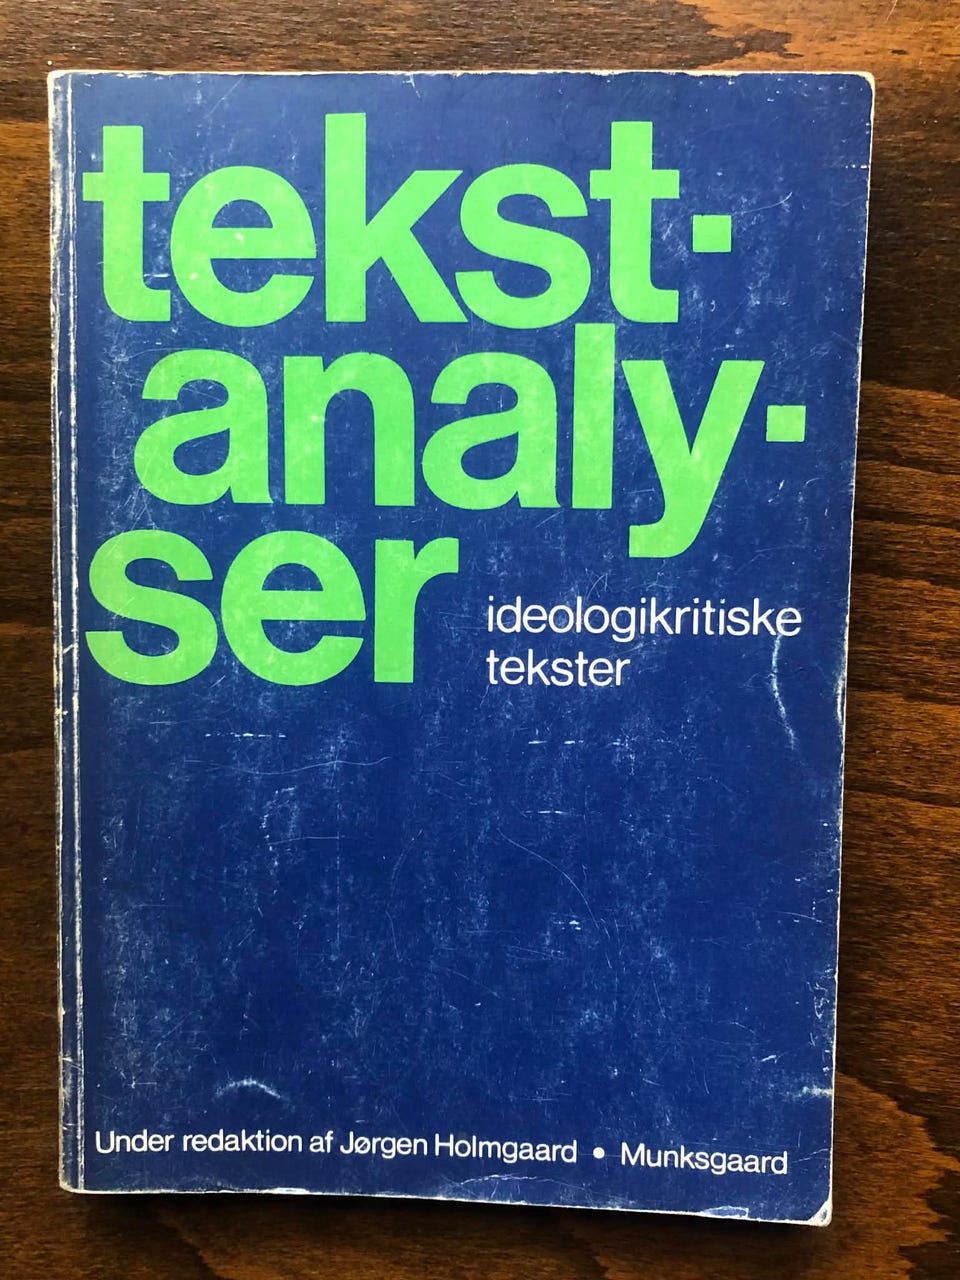 tekst-
analy-
ser
ideologikritiske
tekster
Under redaktion af Jørgen Holmgaard • Munksgaard